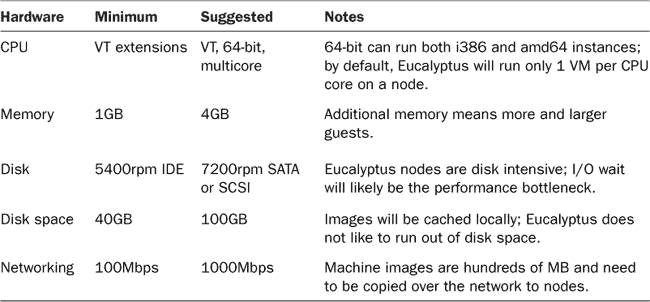 Hardware Minimum Suggested Notes
CPU VT extensions VT, 64-bit, 64-bit can run both i386 and amd64 instances;
multicore by default, Eucalyptus will run only 1 VM per CPU
core on a node.
Memory 1GB 4GB Additional memory means more and larger
guests.
Disk 5400rpm IDE 7200rpm SATA Eucalyptus nodes are disk intensive; I/O wait
or SCSI will likely be the performance bottleneck.
Disk space 40GB 100GB Images will be cached locally; Eucalyptus does
not like to run out of disk space.
Networking 100Mbps 1000Mbps Machine images are hundreds of MB and need
to be copied over the network to nodes.